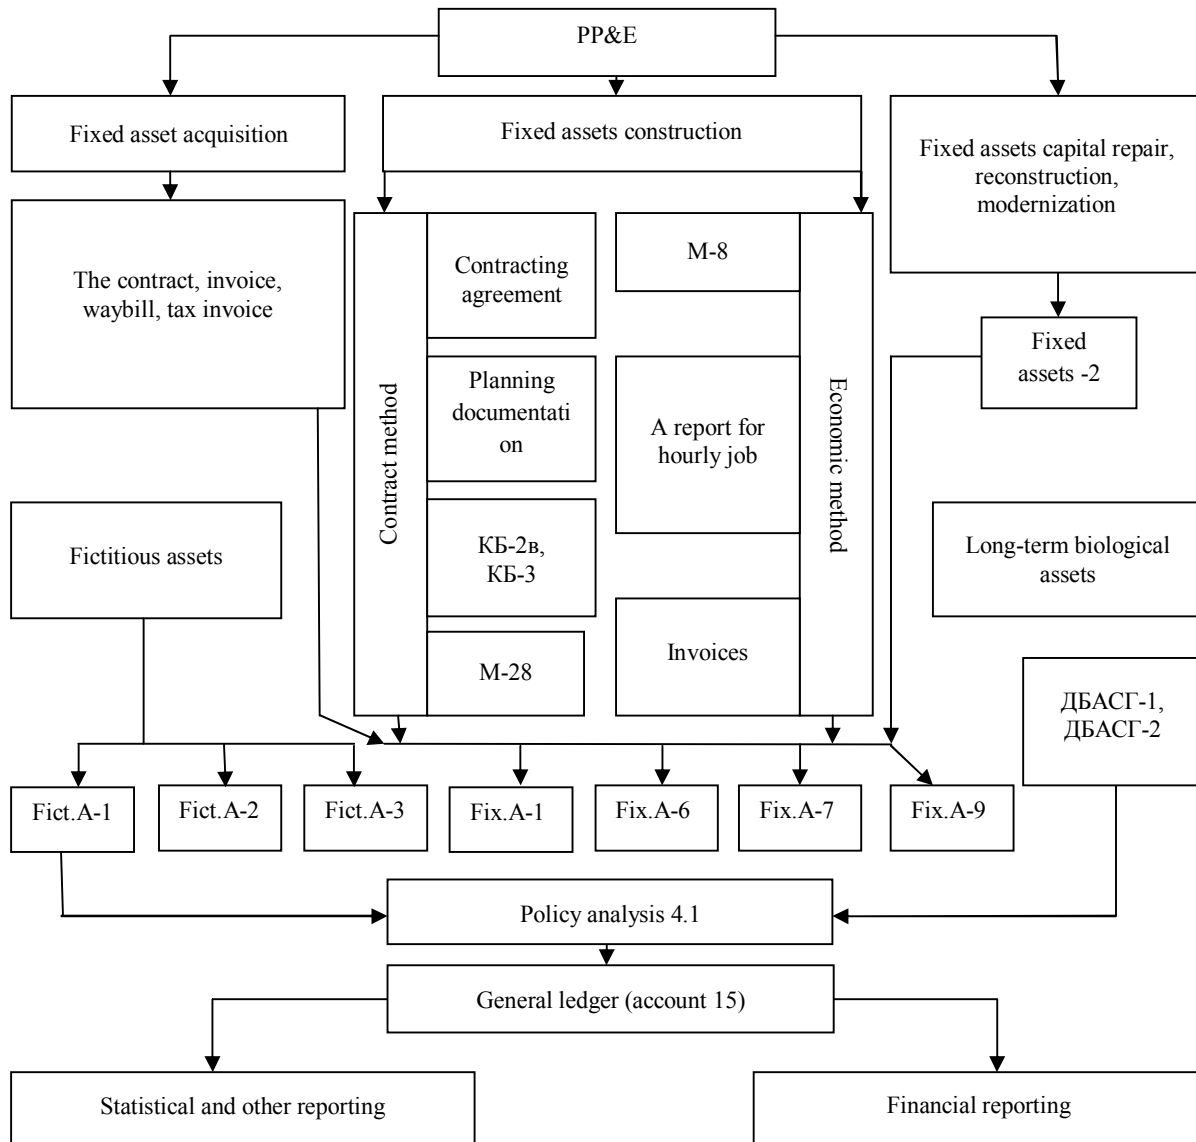 PP&E
Fixed asset acquisition
Fixed assets construction
Fixed assets capital repair,
reconstruction,
modernization
The contract, invoice,
waybill, tax invoice
Contract method
Contracting
agreement
Planning
documentati
on
КБ-2в,
КБ-3
М-28
М-8
A report for
hourly job
Invoices
Economic method
Fixed
assets -2
Fictitious assets
Long-term biological
assets
ДБАСГ-1,
ДБАСГ-2
Fict.A-1
Fict.A-2
Fict.A-3
Fix.A-1
Fix.A-6
Fix.A-7
Fix.A-9
Policy analysis 4.1
General ledger (account 15)
Statistical and other reporting
Financial reporting